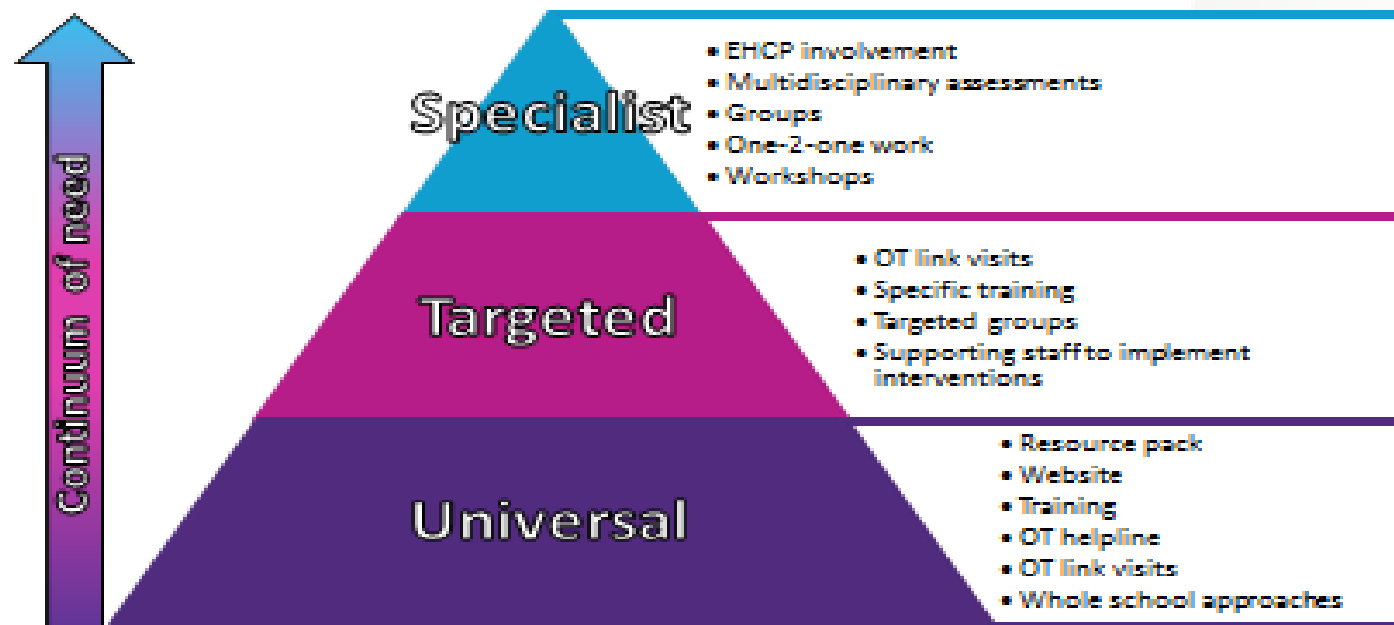 Continuum of need
Specialist
• EHCP involvement
• Multidisciplinary assessments
• Groups
• One-2-one work
• Workshops
Targeted
• OT link visits
• Specific training
• Targeted groups
• Supporting staff to implement
interventions
Universal
• Resource pack
• Website
• Training
• OT helpline
• OT link visits
• Whole school approaches